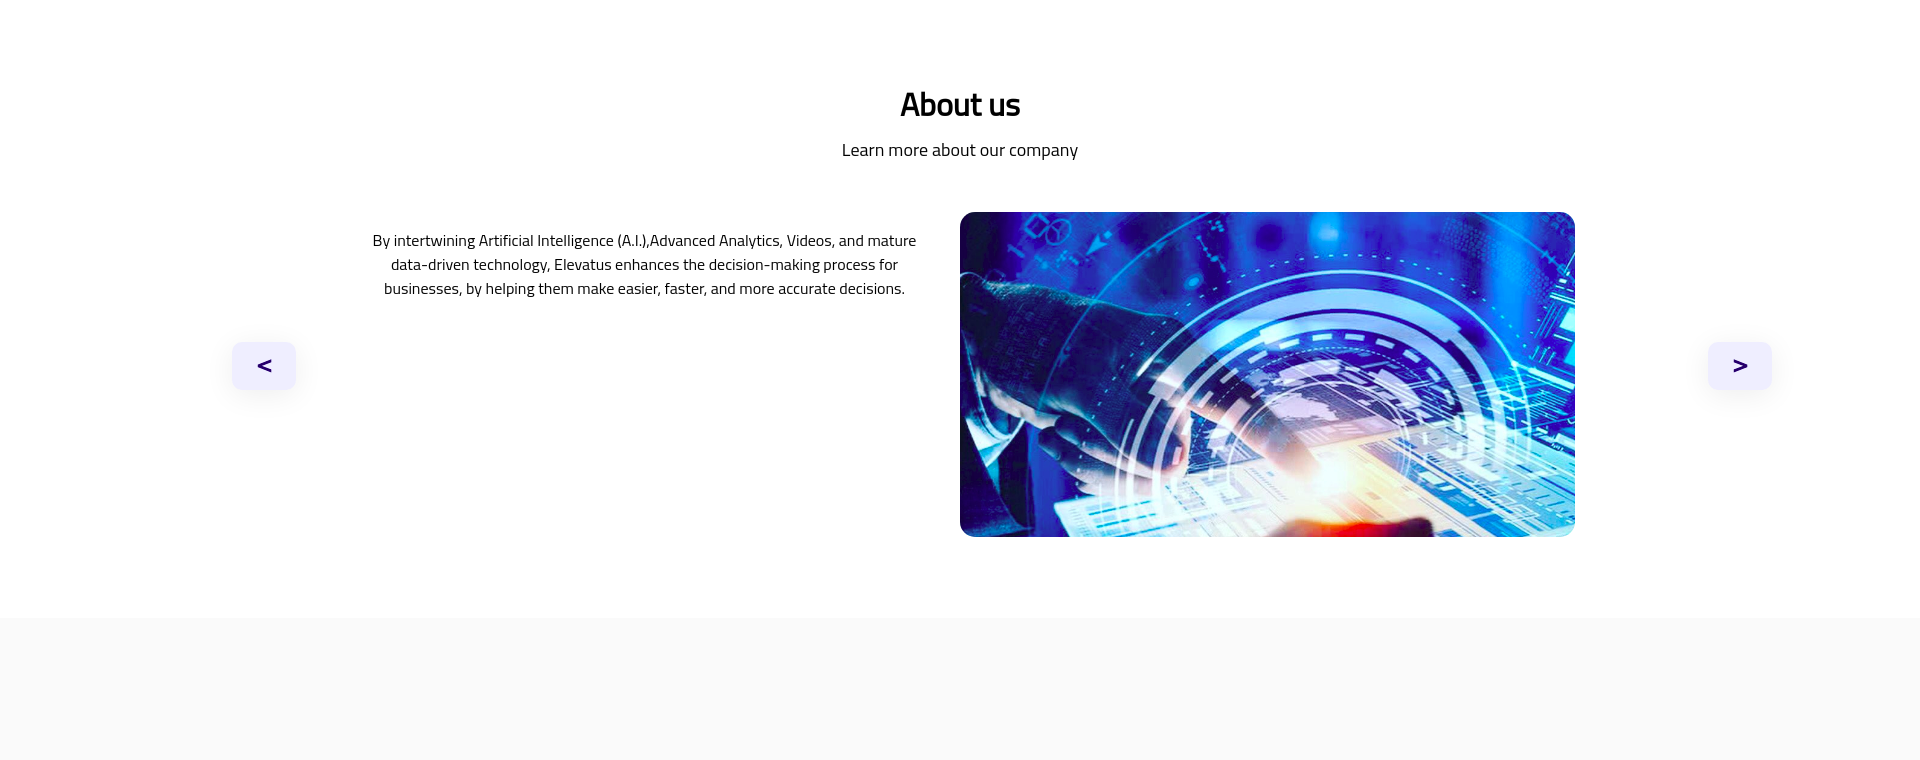 About us
Learn more about our company
By intertwining Artificial Intelligence (A.I.),Advanced Analytics, Videos, and mature
data-driven technology, Elevatus enhances the decision-making process for
businesses, by helping them make easier, faster, and more accurate decisions.
<
>